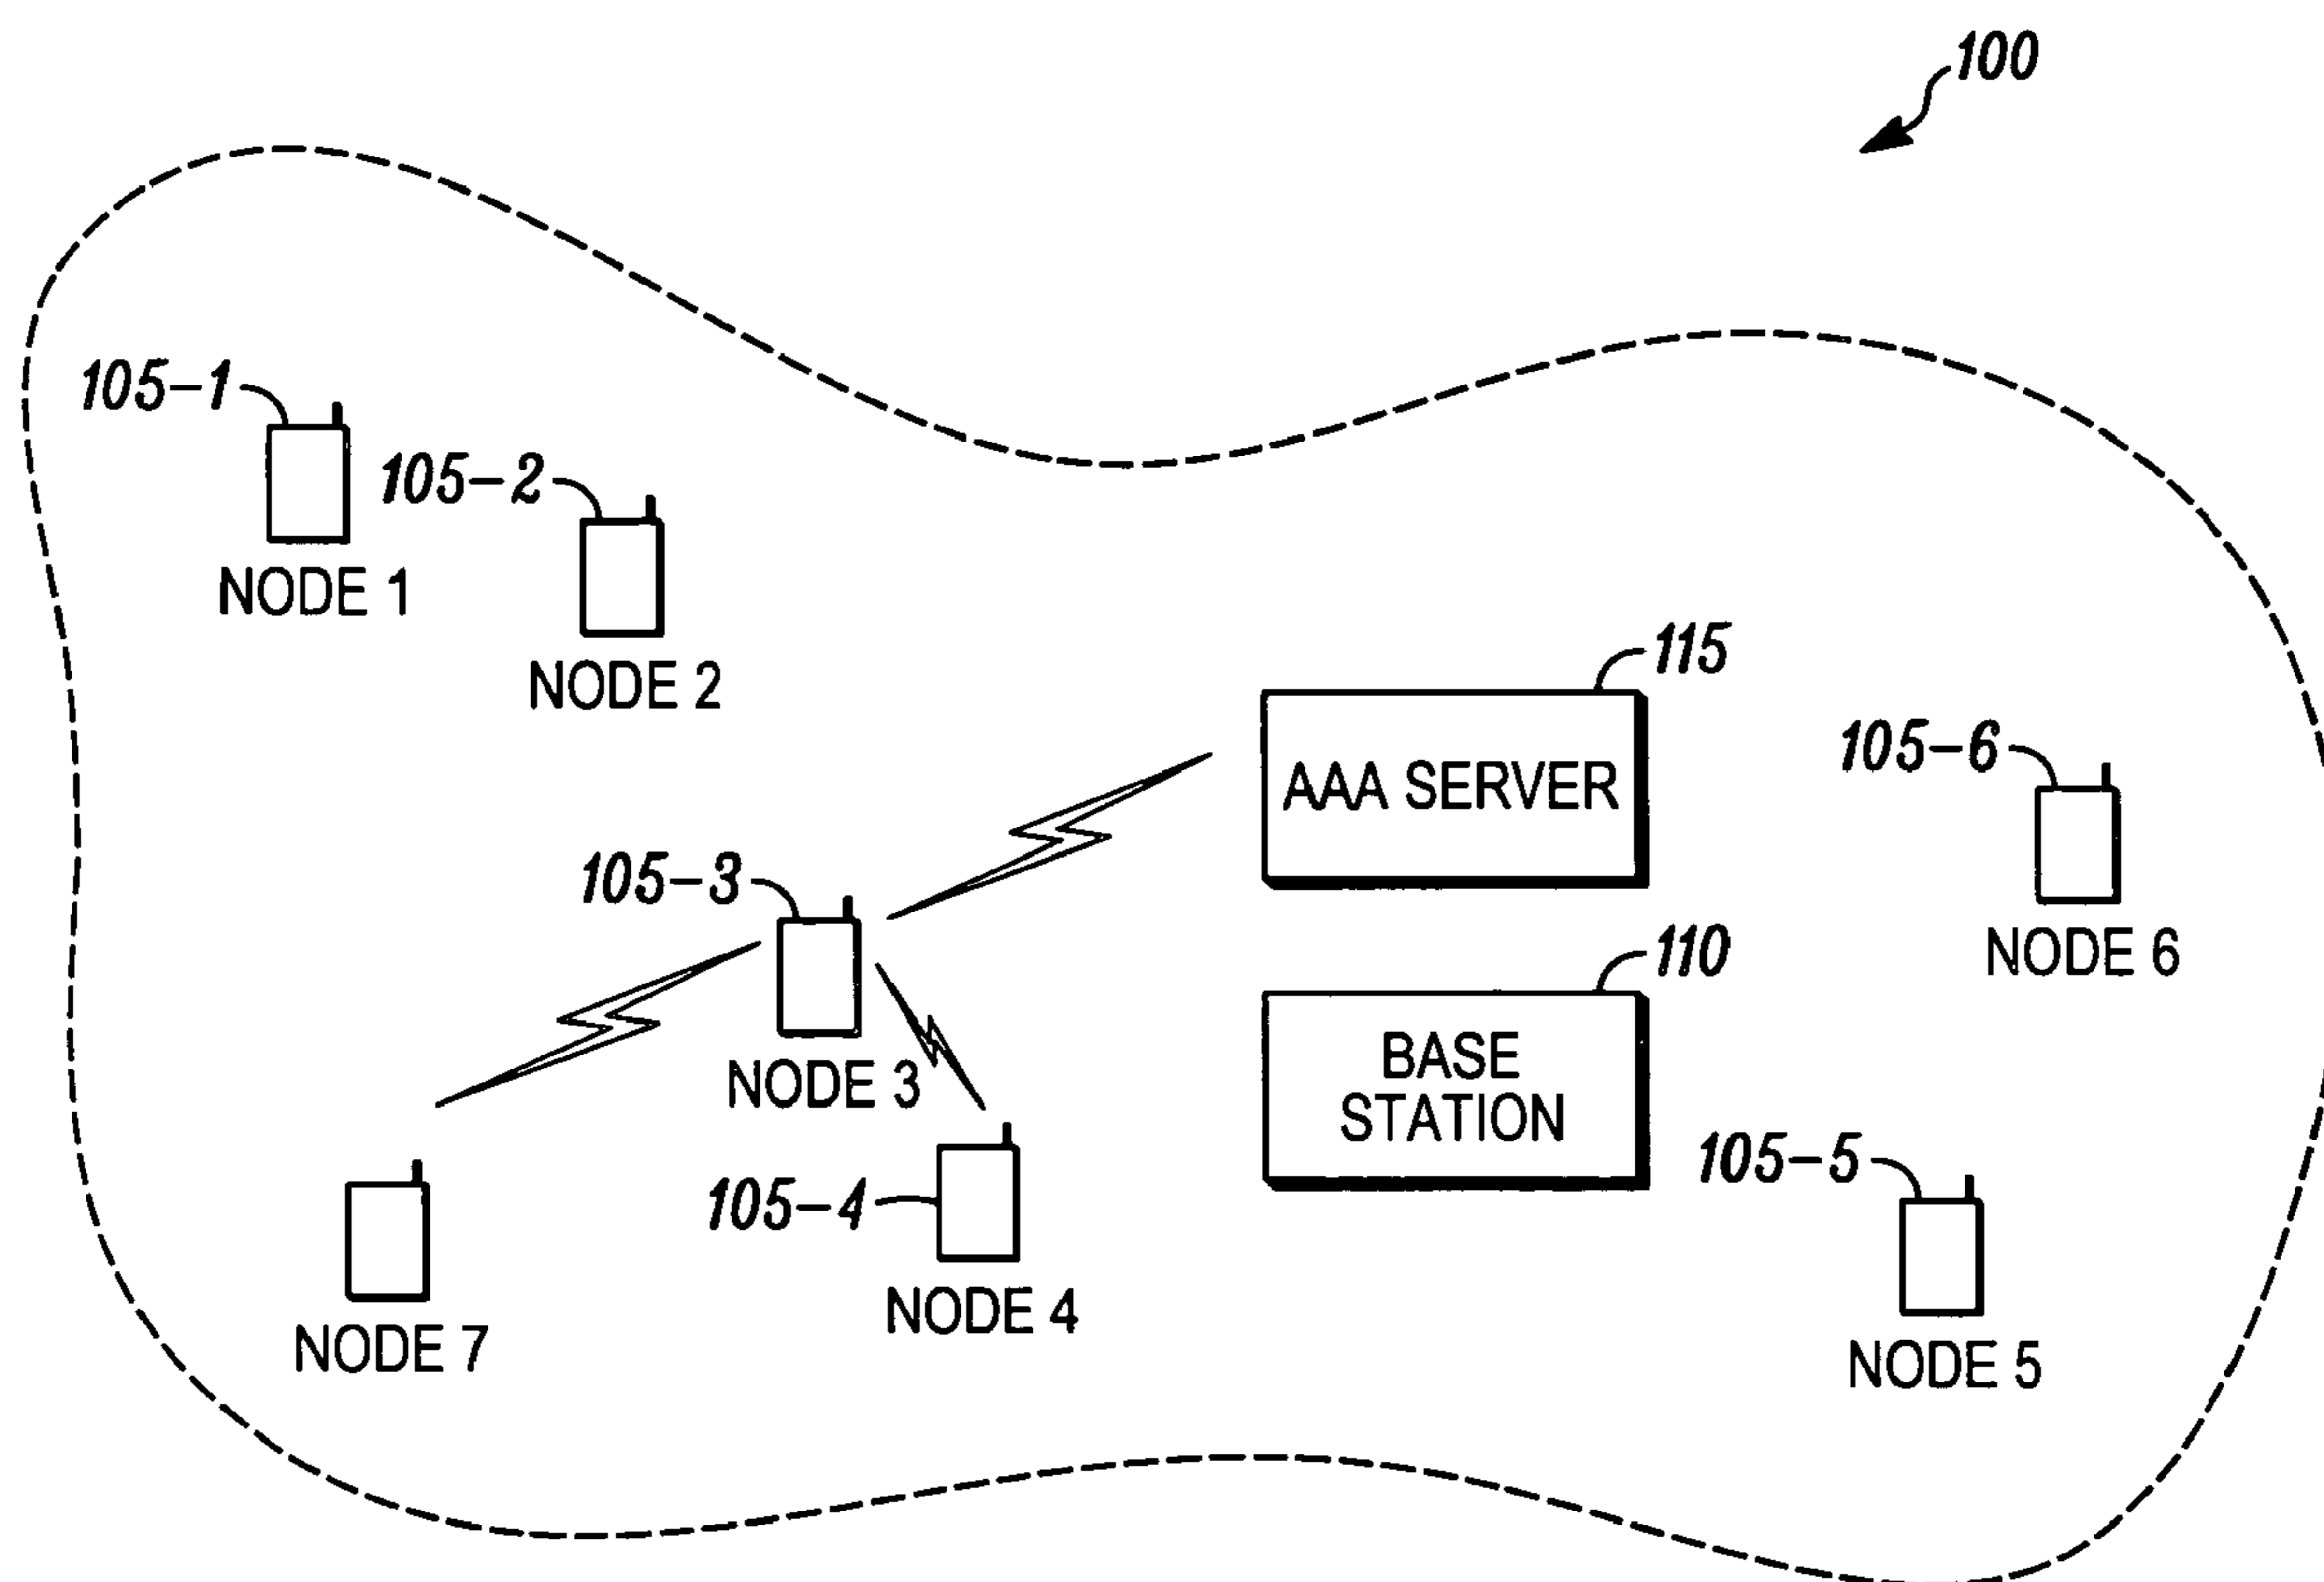 100
105-1
NODE 1
105-2
NODE 2
115
AAA SERVER
105-6
NODE 6
105-3
NODE 3
110
BASE
STATION
105-5
NODE 5
105-4
NODE 4
NODE 7